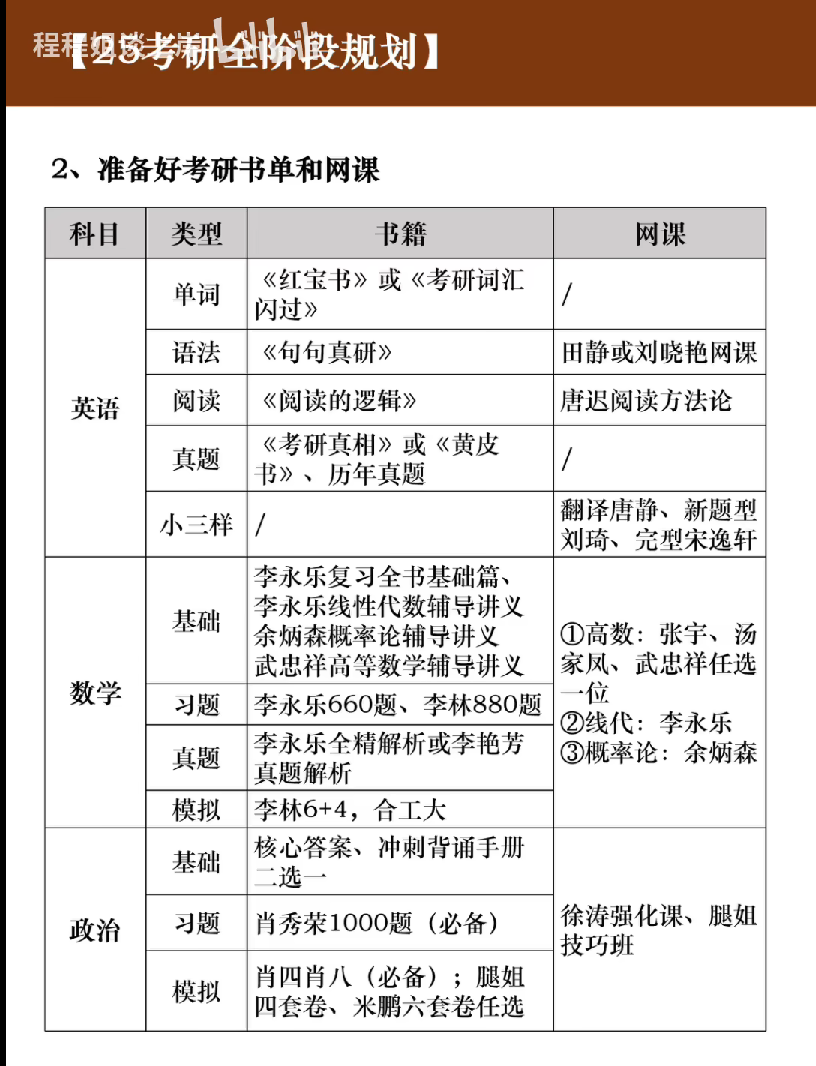 程程姐谈
【25考研全阶段规划】
2、准备好考研书单和网课
科目 类型 书籍 网课
英语
单词
《红宝书》或《考研词汇
闪过》
/
语法
《句句真研》
田静或刘晓艳网课
阅读
《阅读的逻辑》
唐迟阅读方法论
真题
《考研真相》或《黄皮
书》、历年真题
/
小三样
/
翻译唐静、新题型
刘琦、完型宋逸轩
数学
基础
李永乐复习全书基础篇、
李永乐线性代数辅导讲义
余炳森概率论辅导讲义
武忠祥高等数学辅导讲义
习题
李永乐660题、李林880题
真题
李永乐全精解析或李艳芳
真题解析
模拟
李林6+4，合工大
①高数：张宇、汤
家凤、武忠祥任选
一位
②线代：李永乐
③概率论：余炳森
政治
基础
核心答案、冲刺背诵手册
二选一
习题
肖秀荣1000题（必备）
模拟
肖四肖八（必备）；腿姐
四套卷、米鹏六套卷任选
徐涛强化课、腿姐
技巧班